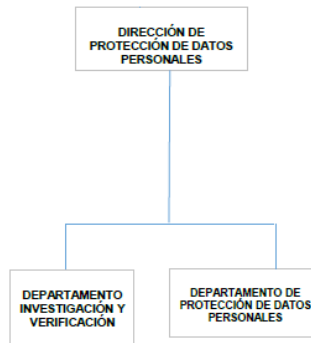 DIRECCIÓN DE
PROTECCIÓN DE DATOS
PERSONALES
DEPARTAMENTO
INVESTIGACIÓN Y
VERIFICACIÓN
DEPARTAMENTO DE
PROTECCIÓN DE DATOS
PERSONALES